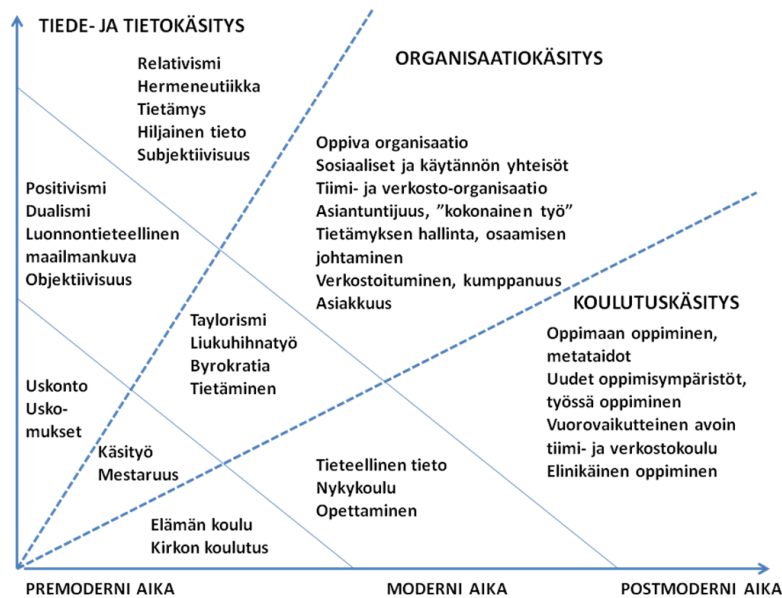 TIEDE- JA TIETOKÄSITYS
Relativismi
Hermeneutiikka
Tietämys
Hiljainen tieto
Subjektiivisuus
Positivismi
Dualismi
Luonnontieteellinen
maailmankuva
Objektiivisuus
Uskonto
Usko-
mukset
ORGANISAATIOKÄSITYS
Oppiva organisaatio
Sosiaaliset ja käytännön yhteisöt
Tiimi- ja verkosto-organisaatio
Asiantuntijuus, ”kokonainen työ”
Tietämyksen hallinta, osaamisen
johtaminen
Verkostoituminen, kumppanuus
Asiakkuus
Taylorismi
Liukuhihnatyö
Byrokratia
Tietäminen
Käsityö
Mestaruus
KOULUTUSKÄSITYS
Oppimaan oppiminen,
metataidot
Uudet oppimisympäristöt,
työssä oppiminen
Vuorovaikutteinen avoin
tiimi- ja verkostokoulu
Elinikäinen oppiminen
Tieteellinen tieto
Nykykoulu
Opettaminen
Elämän koulu
Kirkon koulutus
PREMODERNI AIKA
MODERNI AIKA
POSTMODERNI AIKA